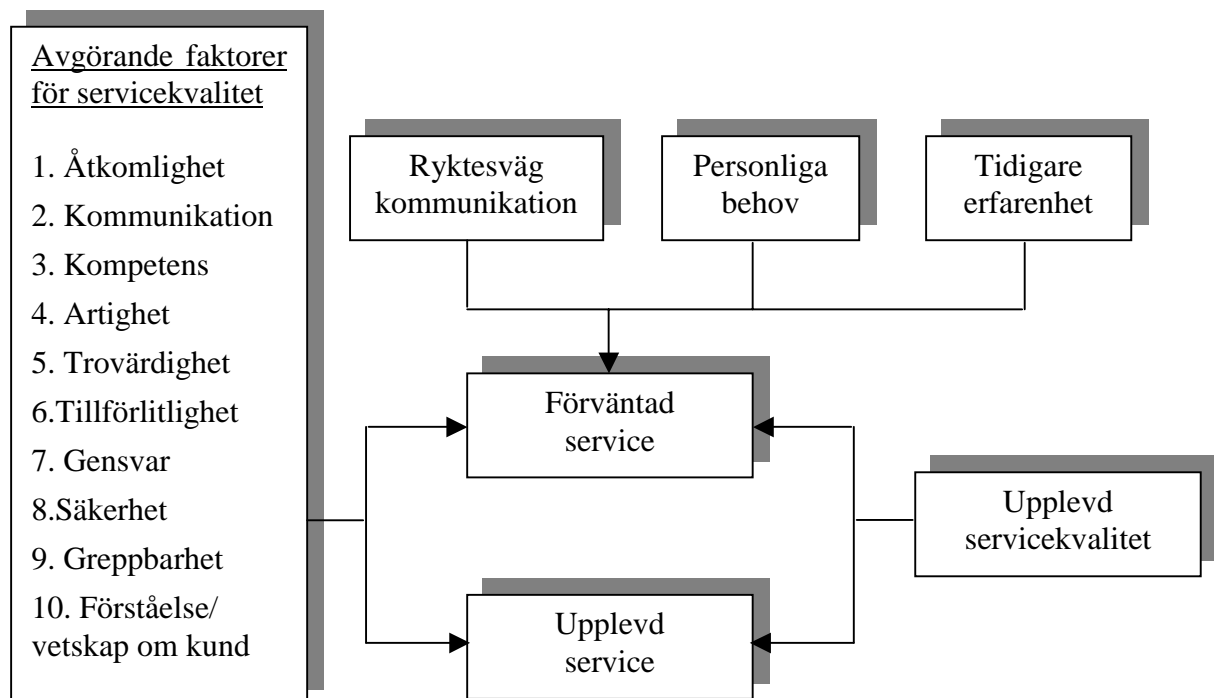 Avgörande faktorer
för servicekvalitet
1. Åtkomlighet
2. Kommunikation
3. Kompetens
4. Artighet
5. Trovärdighet
6.Tillförlitlighet
7. Gensvar
8.Säkerhet
9. Greppbarhet
10. Förståelse/
vetskap om kund
Ryktesväg
kommunikation
Personliga
behov
Tidigare
erfarenhet
Förväntad
service
Upplevd
servicekvalitet
Upplevd
service